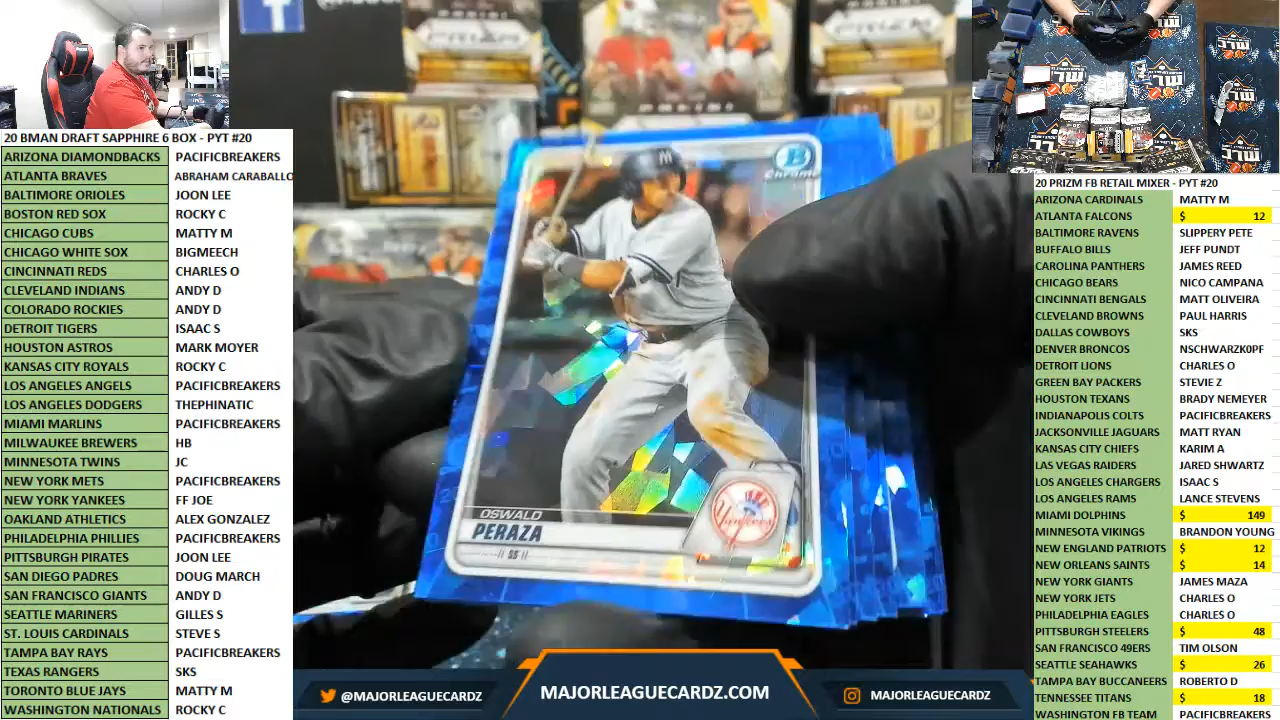 20 BMAN DRAFT SAPPHIRE 6 BOX - PYT #20
ARIZONA DIAMONDBACKS PACIFICBREAKERS
ATLANTA BRAVES ABRAHAM CARABALLO
BALTIMORE ORIOLES JOON LEE
BOSTON RED SOX ROCKY C
CHICAGO CUBS MATTY M
CHICAGO WHITE SOX BIGMEECH
CINCINNATI REDS CHARLES O
CLEVELAND INDIANS ANDY D
COLORADO ROCKIES ANDY D
DETROIT TIGERS ISAAC S
HOUSTON ASTROS MARK MOYER
KANSAS CITY ROYALS ROCKY C
LOS ANGELES ANGELS PACIFICBREAKERS
LOS ANGELES DODGERS THEPHINATIC
MIAMI MARLINS PACIFICBREAKERS
MILWAUKEE BREWERS HB
MINNESOTA TWINS JC
NEW YORK METS PACIFICBREAKERS
NEW YORK YANKEES FF JOE
OAKLAND ATHLETICS ALEX GONZALEZ
PHILADELPHIA PHILLIES PACIFICBREAKERS
PITTSBURGH PIRATES JOON LEE
SAN DIEGO PADRES DOUG MARCH
SAN FRANCISCO GIANTS ANDY D
SEATTLE MARINERS GILLES S
ST. LOUIS CARDINALS STEVE S
TAMPA BAY RAYS PACIFICBREAKERS
TEXAS RANGERS SKS
TORONTO BLUE JAYS MATTY M
WASHINGTON NATIONALS ROCKY C
B
Chrome
OSWALD
PERAZA
// SS //
Yankees
@MAJORLEAGUECARDZ
MAJORLEAGUECARDZ.COM
MAJORLEAGUECARDZ
20 PRIZM FB RETAIL MIXER - PYT #20
ARIZONA CARDINALS MATTY M
ATLANTA FALCONS $ 12
BALTIMORE RAVENS SLIPPERY PETE
BUFFALO BILLS JEFF PUNDT
CAROLINA PANTHERS JAMES REED
CHICAGO BEARS NICO CAMPANA
CINCINNATI BENGALS MATT OLIVEIRA
CLEVELAND BROWNS PAUL HARRIS
DALLAS COWBOYS SKS
DENVER BRONCOS NSCHWARZK0PF
DETROIT LIONS CHARLES O
GREEN BAY PACKERS STEVIE Z
HOUSTON TEXANS BRADY NEMEYER
INDIANAPOLIS COLTS PACIFICBREAKERS
JACKSONVILLE JAGUARS MATT RYAN
KANSAS CITY CHIEFS KARIM A
LAS VEGAS RAIDERS JARED SHWARTZ
LOS ANGELES CHARGERS ISAAC S
LOS ANGELES RAMS LANCE STEVENS
MIAMI DOLPHINS $ 149
MINNESOTA VIKINGS BRANDON YOUNG
NEW ENGLAND PATRIOTS $ 12
NEW ORLEANS SAINTS $ 14
NEW YORK GIANTS JAMES MAZA
NEW YORK JETS CHARLES O
PHILADELPHIA EAGLES CHARLES O
PITTSBURGH STEELERS $ 48
SAN FRANCISCO 49ERS TIM OLSON
SEATTLE SEAHAWKS $ 26
TAMPA BAY BUCCANEERS ROBERTO D
TENNESSEE TITANS $ 18
WASHINGTON FB TEAM PACIFICBREAKERS